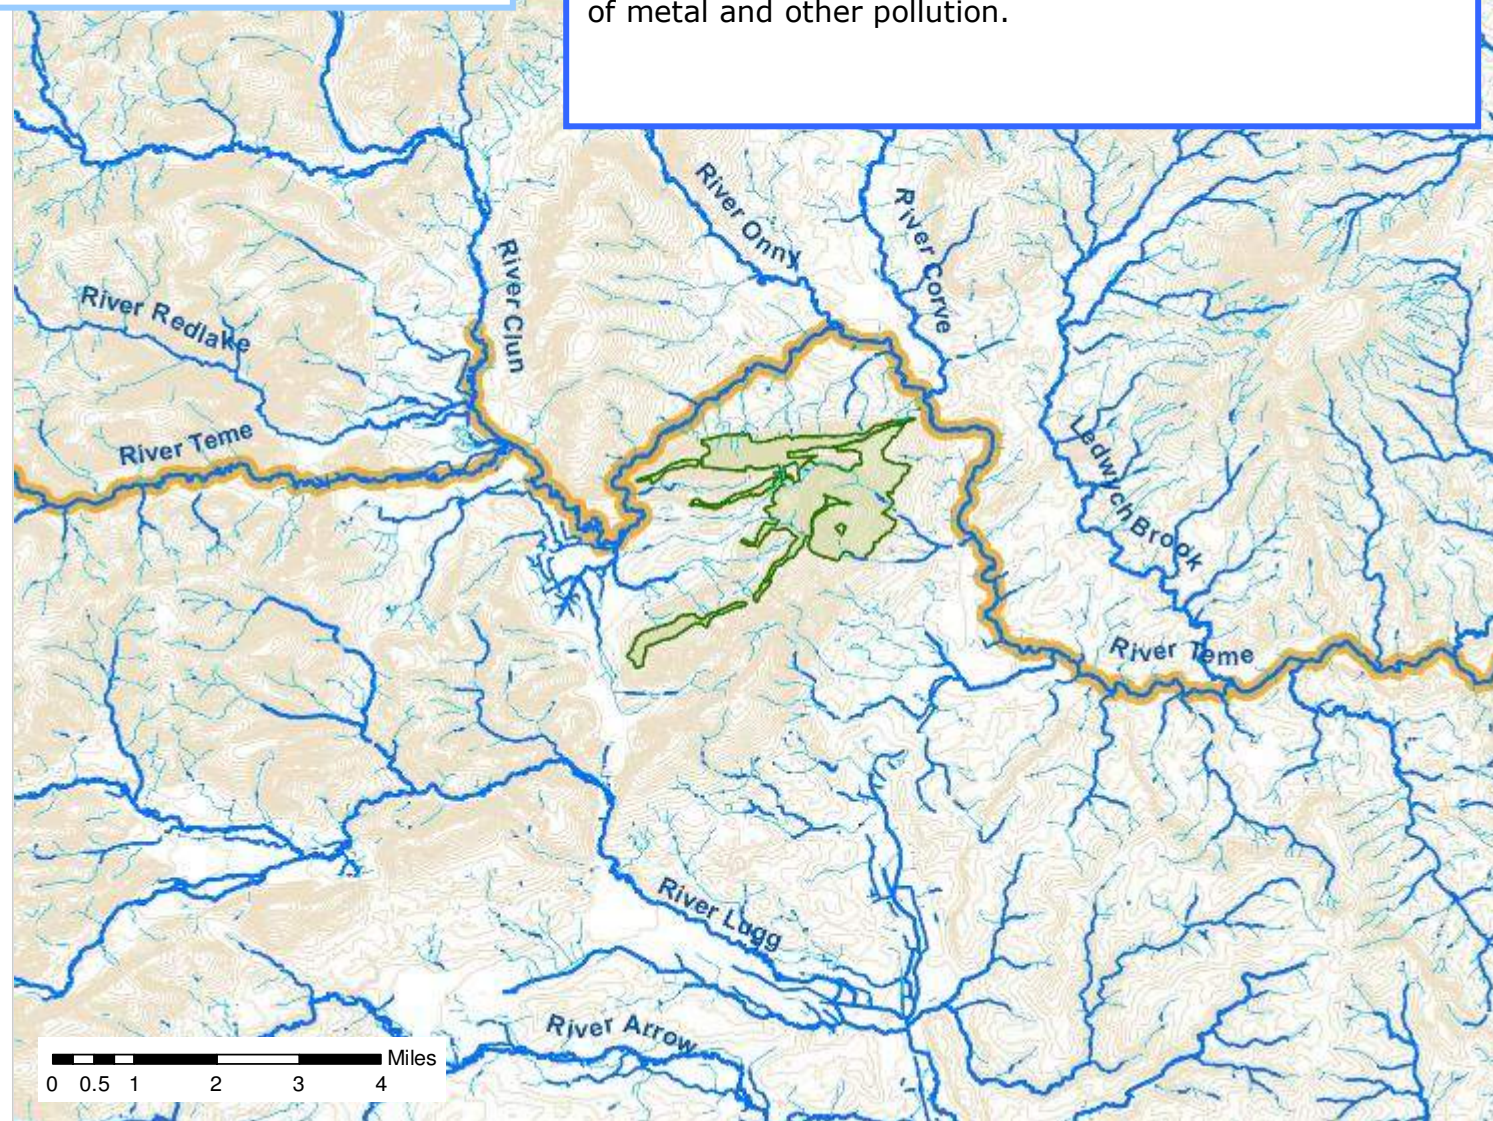 of metal and other pollution.
River Onny
River Corve
River Clun
River Redlake
River Teme
Ledwych Brook
River Teme
River Lugg
River Arrow
Miles
0 0.5 1 2 3 4